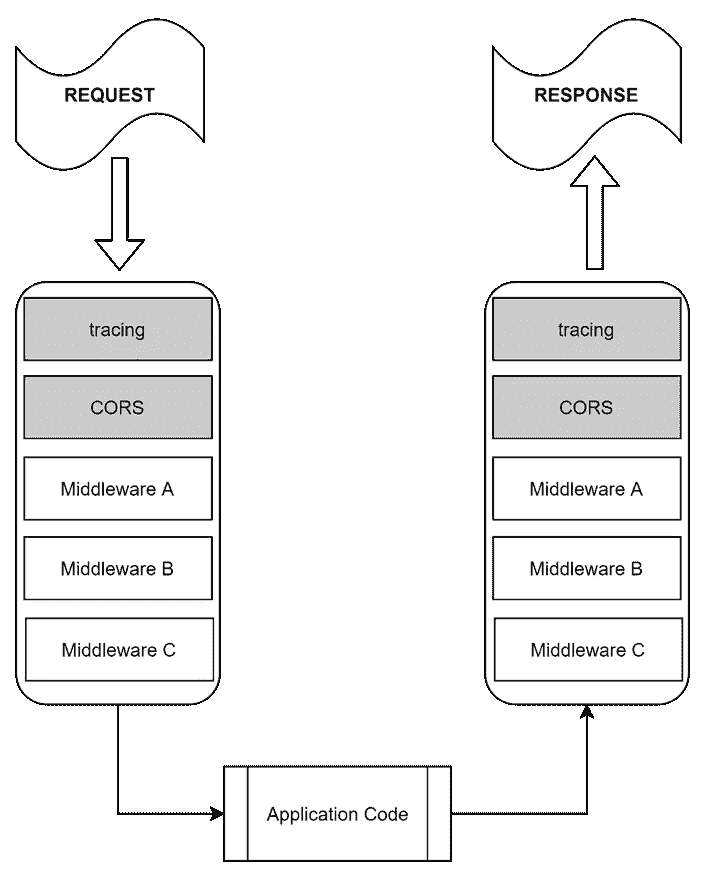 REQUEST
RESPONSE
tracing
CORS
Middleware A
Middleware B
Middleware C
tracing
CORS
Middleware A
Middleware B
Middleware C
Application Code